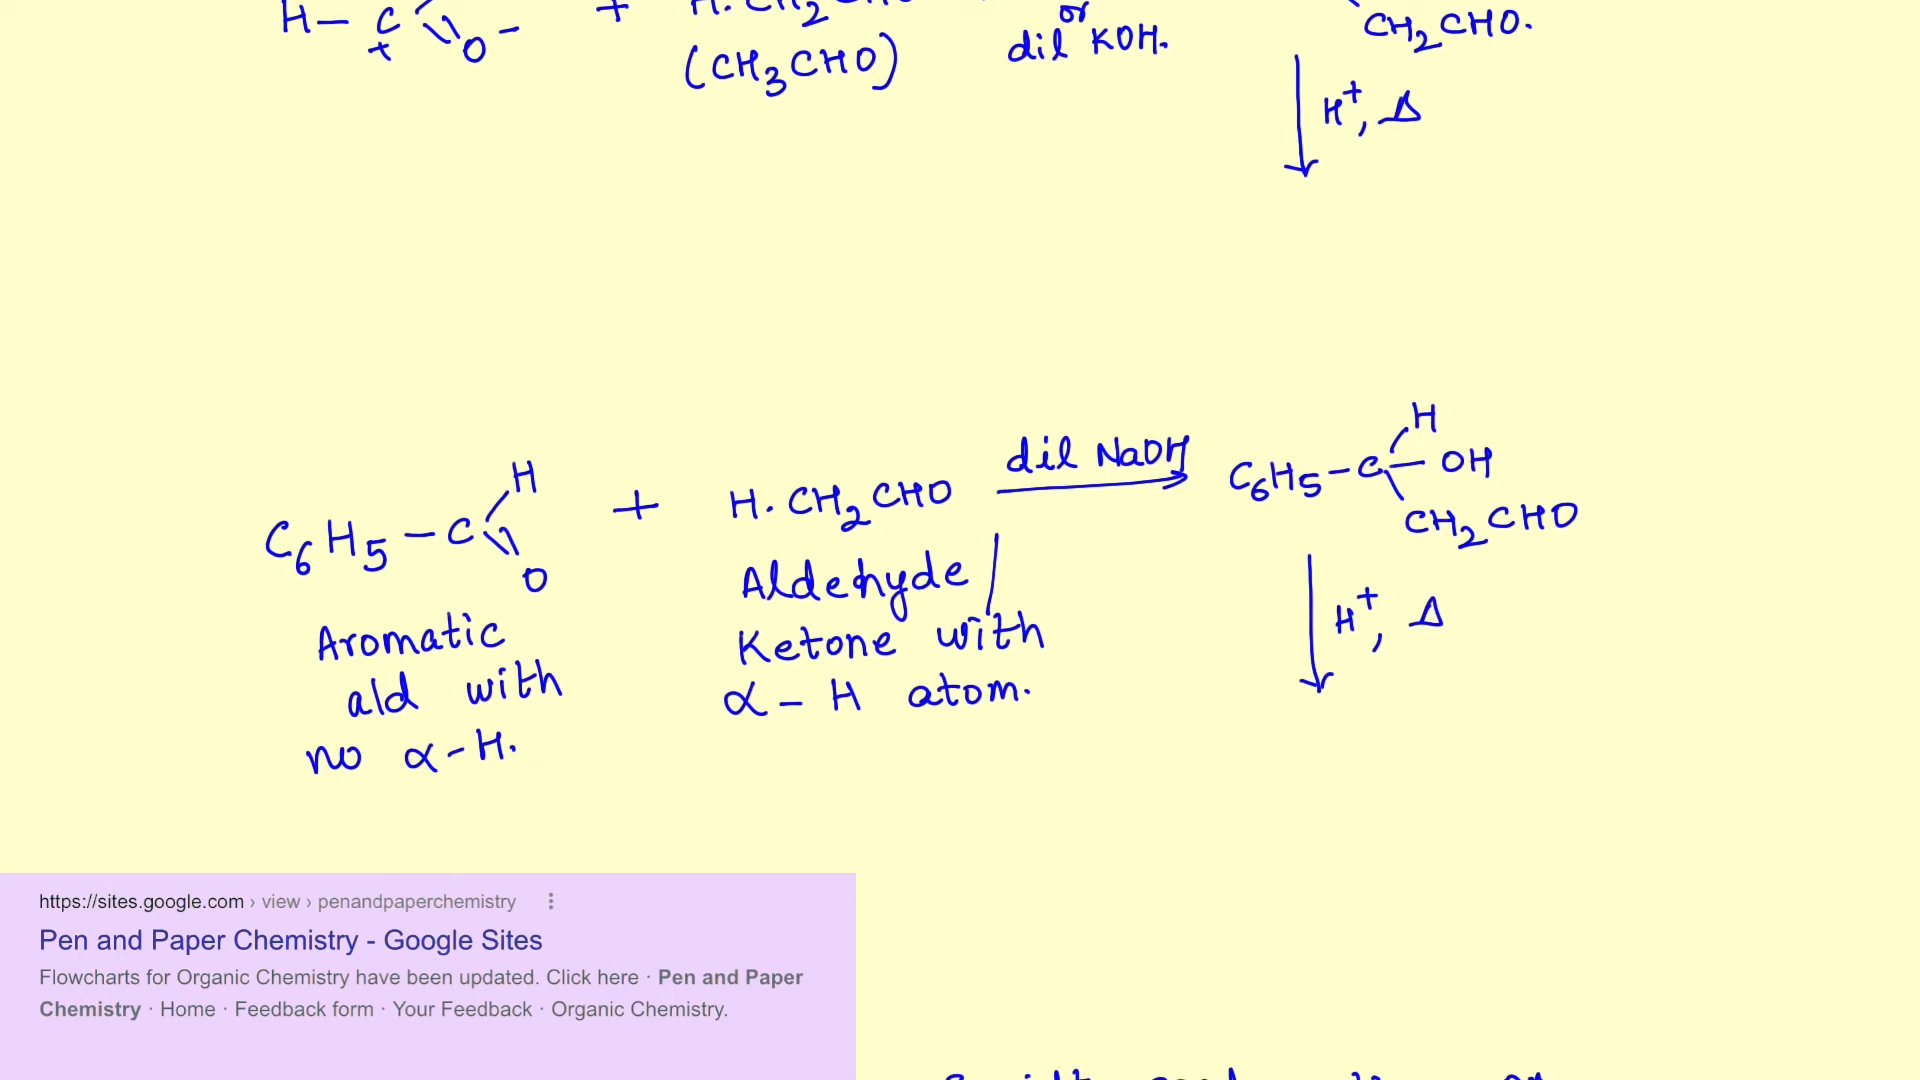 H – C + O – + H.CH2CHO or
(CH3CHO) dil KOH. CH2CHO.
H+, Δ
C6H5 – C H O + H.CH2CHO dil NaOH C6H5 – C – OH H CH2CHO
Aromatic
ald with
no α-H.
Aldehyde /
Ketone with
α – H atom.
H+, Δ
https://sites.google.com › view › penandpaperchemistry
Pen and Paper Chemistry - Google Sites
Flowcharts for Organic Chemistry have been updated. Click here · Pen and Paper
Chemistry · Home · Feedback form · Your Feedback · Organic Chemistry.